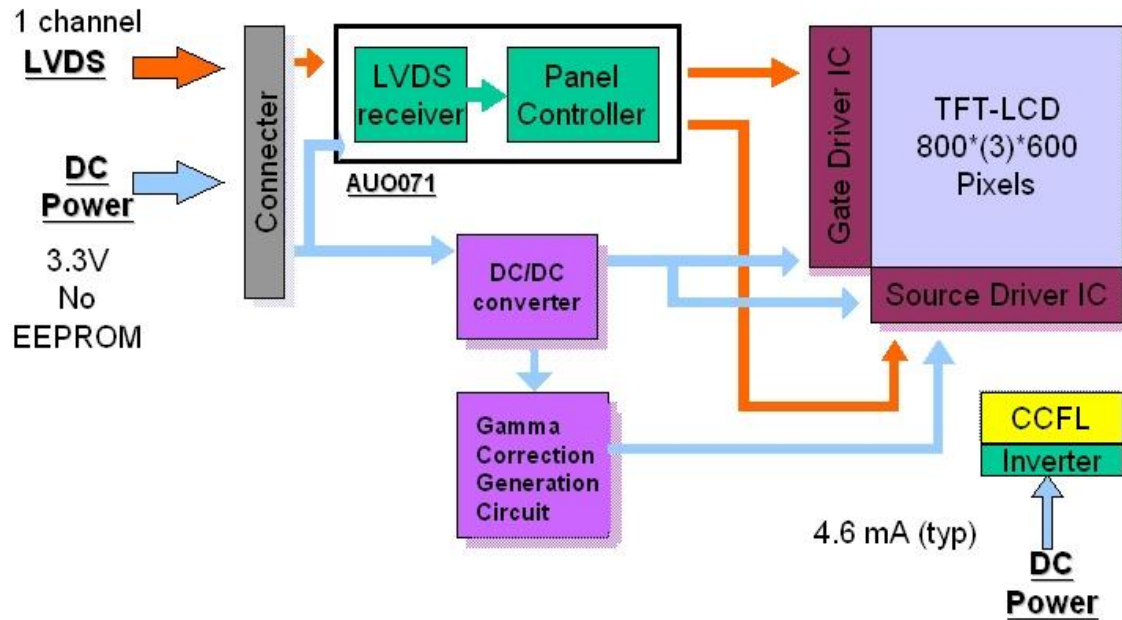 1 channel
LVDS
DC
Power
3.3V
No
EEPROM
Connecter
LVDS
receiver
Panel
Controller
AUO071
DC/DC
converter
Gamma
Correction
Generation
Circuit
Gate Driver IC
TFT-LCD
800*(3)*600
Pixels
Source Driver IC
CCFL
Inverter
4.6 mA (typ)
DC
Power